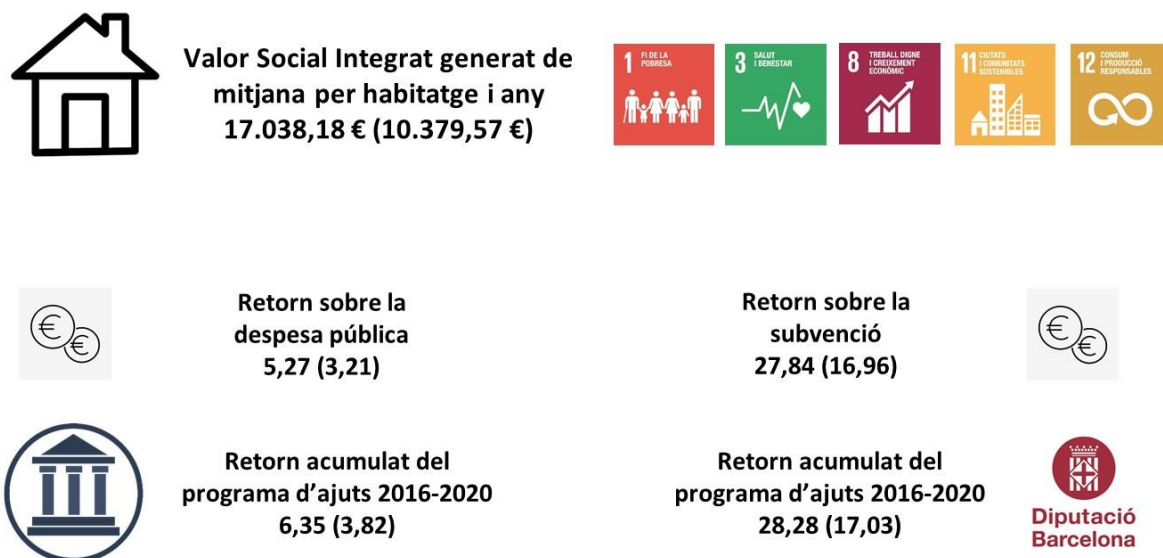 Valor Social Integrat generat de
mitjana per habitatge i any
17.038,18 € (10.379,57 €)
1 FI DE LA
POBRESA
3 SALUT
I BENESTAR
8 TREBALL DIGNE
I CREIXEMENT
ECONÒMIC
11 CIUTATS
I COMUNITATS
SOSTENIBLES
12 CONSUM
I PRODUCCIÓ
RESPONSABLES
Retorn sobre la
despesa pública
5,27 (3,21)
Retorn sobre la
subvenció
27,84 (16,96)
Retorn acumulat del
programa d’ajuts 2016-2020
6,35 (3,82)
Retorn acumulat del
programa d’ajuts 2016-2020
28,28 (17,03)
Diputació
Barcelona